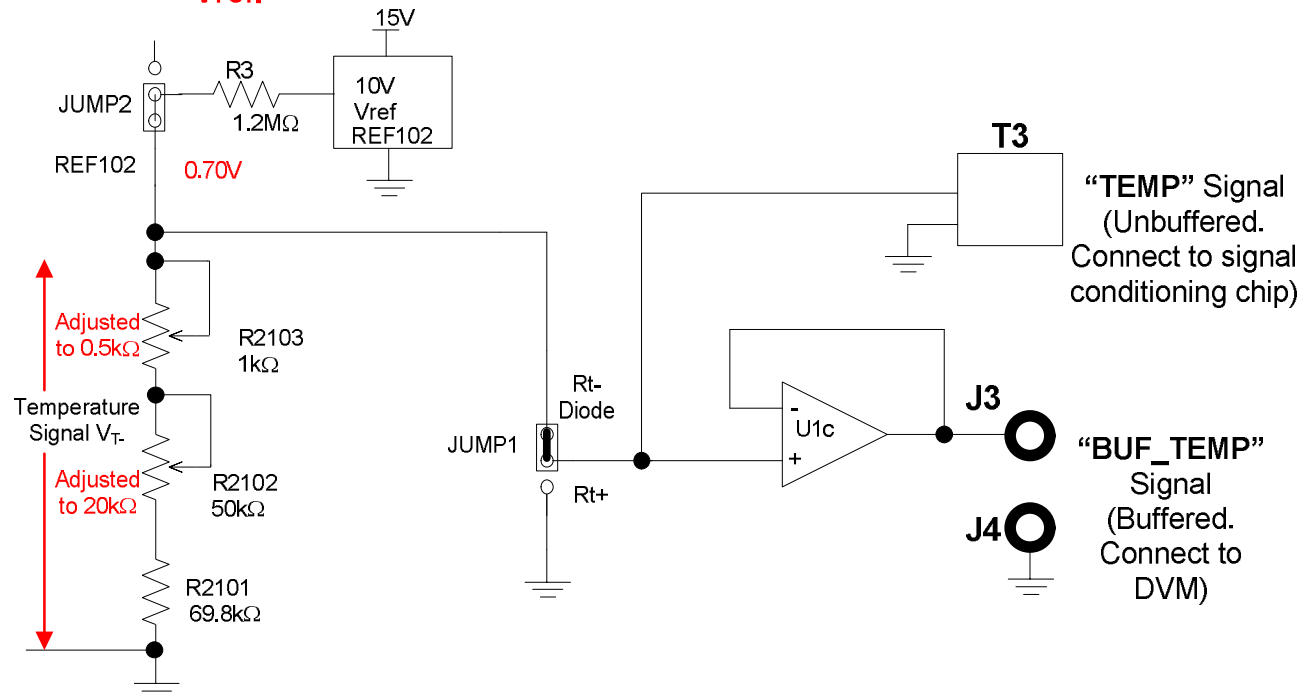 15V
R3
10V
Vref
REF102
JUMP2
1.2MΩ
REF102
0.70V
T3
“TEMP” Signal
(Unbuffered.
Connect to signal
conditioning chip)
Adjusted
to 0.5kΩ
R2103
1kΩ
Temperature
Signal VT-
Adjusted
to 20kΩ
R2102
50kΩ
R2101
69.8kΩ
Rt-
Diode
JUMP1
Rt+
-
U1c
+
J3
“BUF_TEMP”
Signal
(Buffered.
Connect to
DVM)
J4